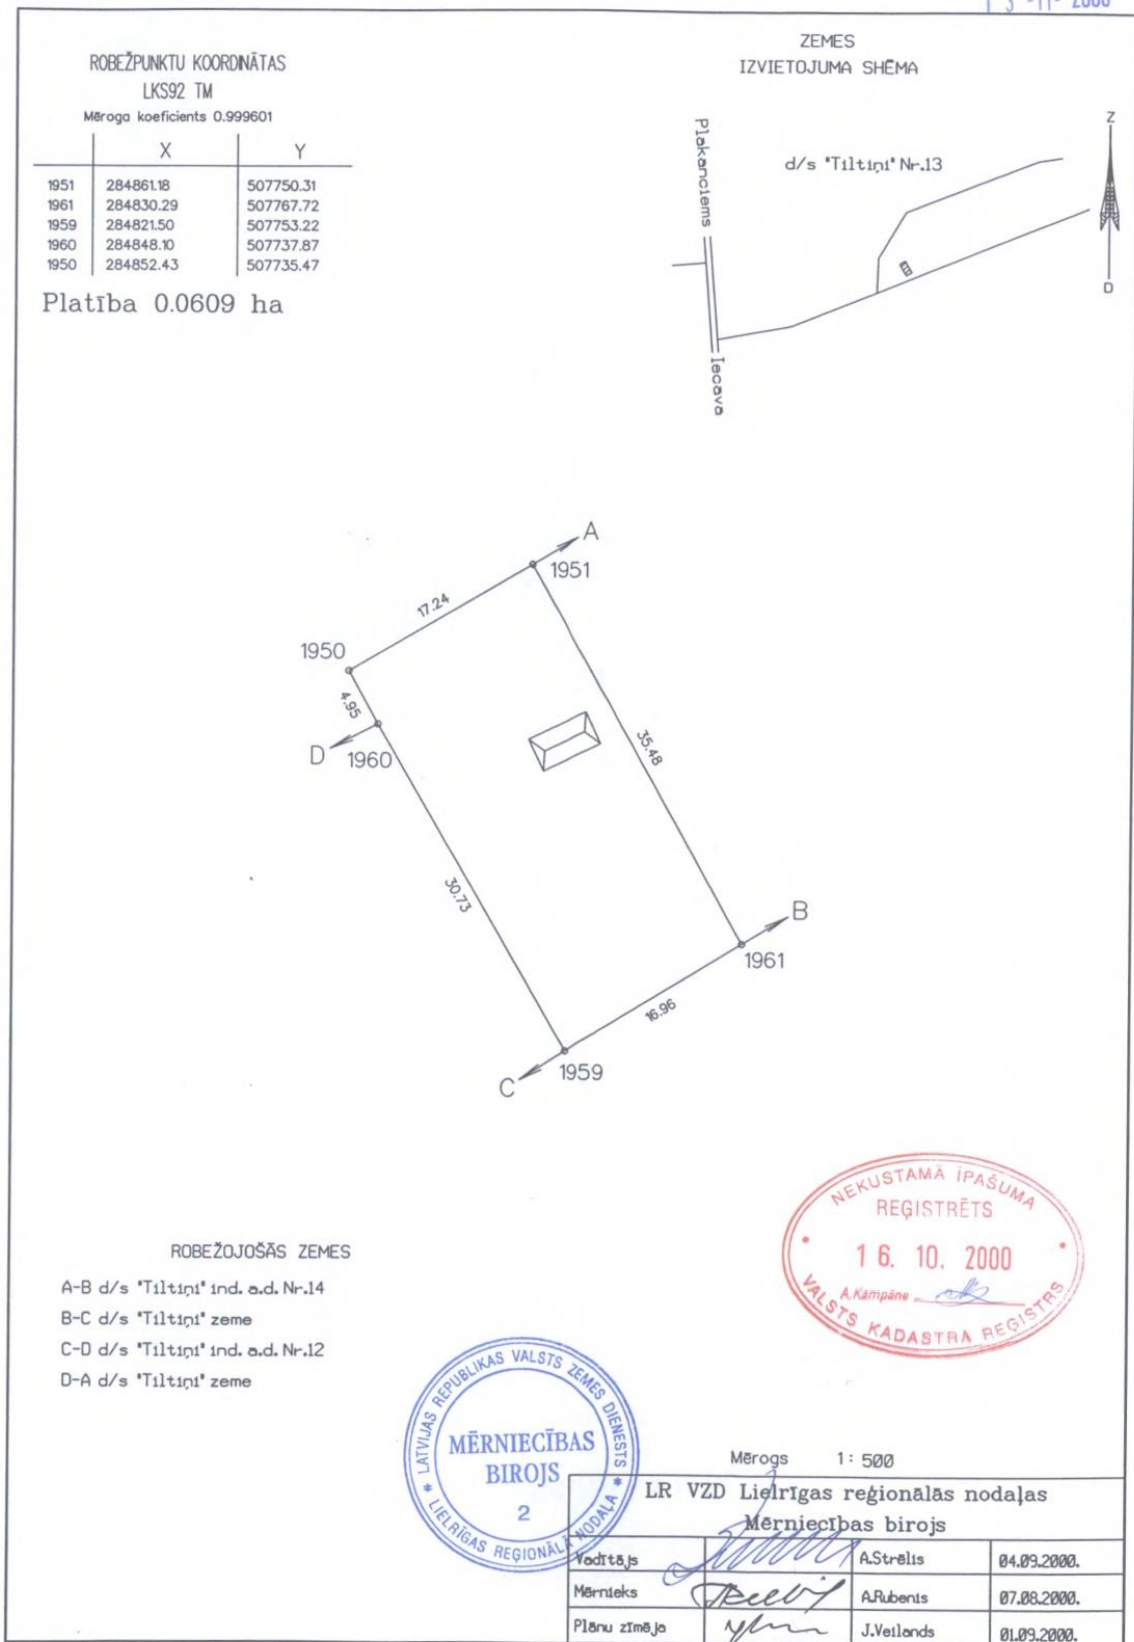 ROBEŽPUNKTU KOORDINĀTAS
LKS92 TM
Mēroga koeficients 0.999601
X Y
1951 284861.18 507750.31
1961 284830.29 507767.72
1959 284821.50 507753.22
1960 284848.10 507737.87
1950 284852.43 507735.47
Platība 0.0609 ha
ZEMES
IZVIETOJUMA SHĒMA
Plakanciems
d/s "Tiltiņi" Nr.13
Z
D
Iecava
A
1951
17.24
1950
4.95
D
1960
35.48
30.73
B
1961
16.96
1959
C
NEKUSTAMĀ ĪPAŠUMA
REĢISTRĒTS
16. 10. 2000
A.Kampāne
VALSTS KADASTRA REĢISTRS
ROBEŽOJOŠĀS ZEMES
A-B d/s "Tiltiņi" ind. a.d. Nr.14
B-C d/s "Tiltiņi" zeme
C-D d/s "Tiltiņi" ind. a.d. Nr.12
D-A d/s "Tiltiņi" zeme
LATVIJAS REPUBLIKAS VALSTS ZEMES DIENESTS
MĒRNIECĪBAS
BIROJS
2
LIELRĪGAS REĢIONĀLĀ NODAĻA
Mērogs 1: 500
LR VZD Lielrīgas reģionālās nodaļas
Mērniecības birojs
Vadītājs A.Strēlis 04.09.2000.
Mērnieks A.Rubenis 07.08.2000.
Plānu zīmēja J.Veilands 01.09.2000.